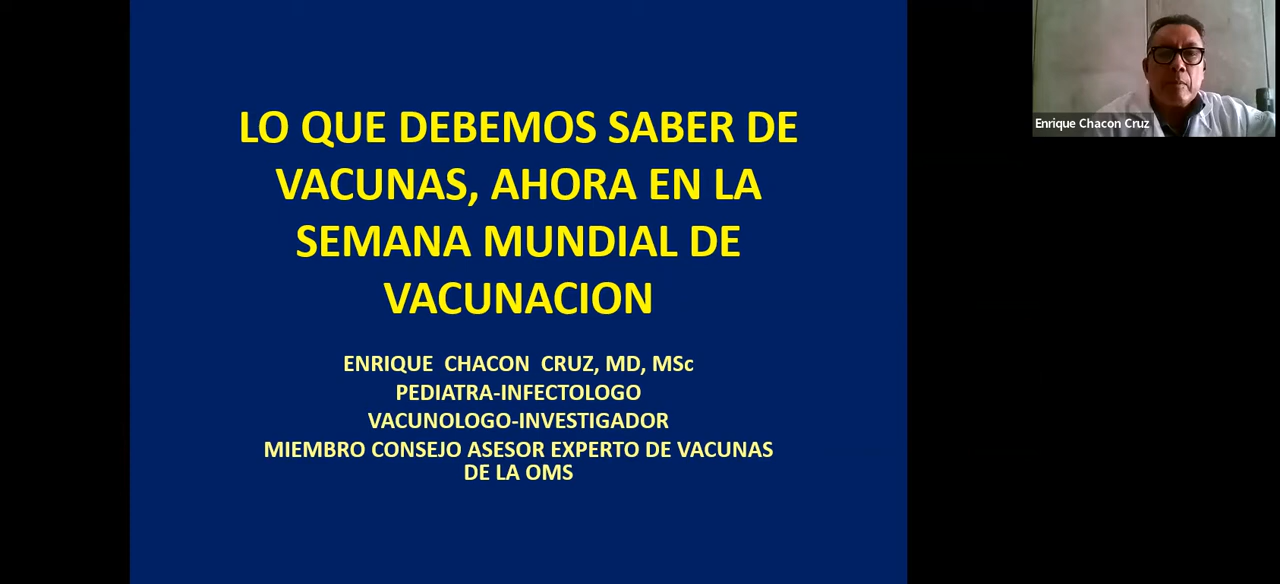 LO QUE DEBEMOS SABER DE
VACUNAS, AHORA EN LA
SEMANA MUNDIAL DE
VACUNACION
ENRIQUE CHACON CRUZ, MD, MSc
PEDIATRA-INFECTOLOGO
VACUNOLOGO-INVESTIGADOR
MIEMBRO CONSEJO ASESOR EXPERTO DE VACUNAS
DE LA OMS
Enrique Chacon Cruz